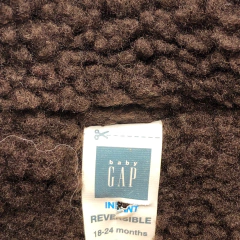 baby
GAP
INFANT
REVERSIBLE
18-24 months